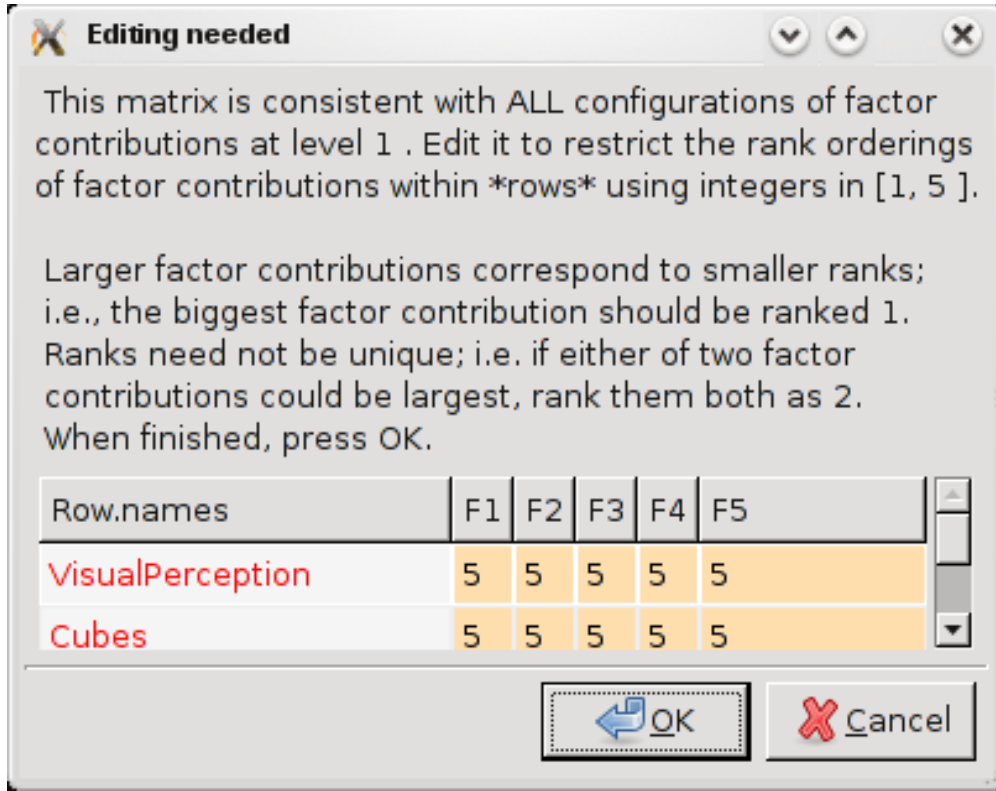 Editing needed
This matrix is consistent with ALL configurations of factor
contributions at level 1 . Edit it to restrict the rank orderings
of factor contributions within *rows* using integers in [1, 5 ].
Larger factor contributions correspond to smaller ranks;
i.e., the biggest factor contribution should be ranked 1.
Ranks need not be unique; i.e. if either of two factor
contributions could be largest, rank them both as 2.
When finished, press OK.
Row.names F1 F2 F3 F4 F5
VisualPerception 5 5 5 5 5
Cubes 5 5 5 5 5
OK Cancel